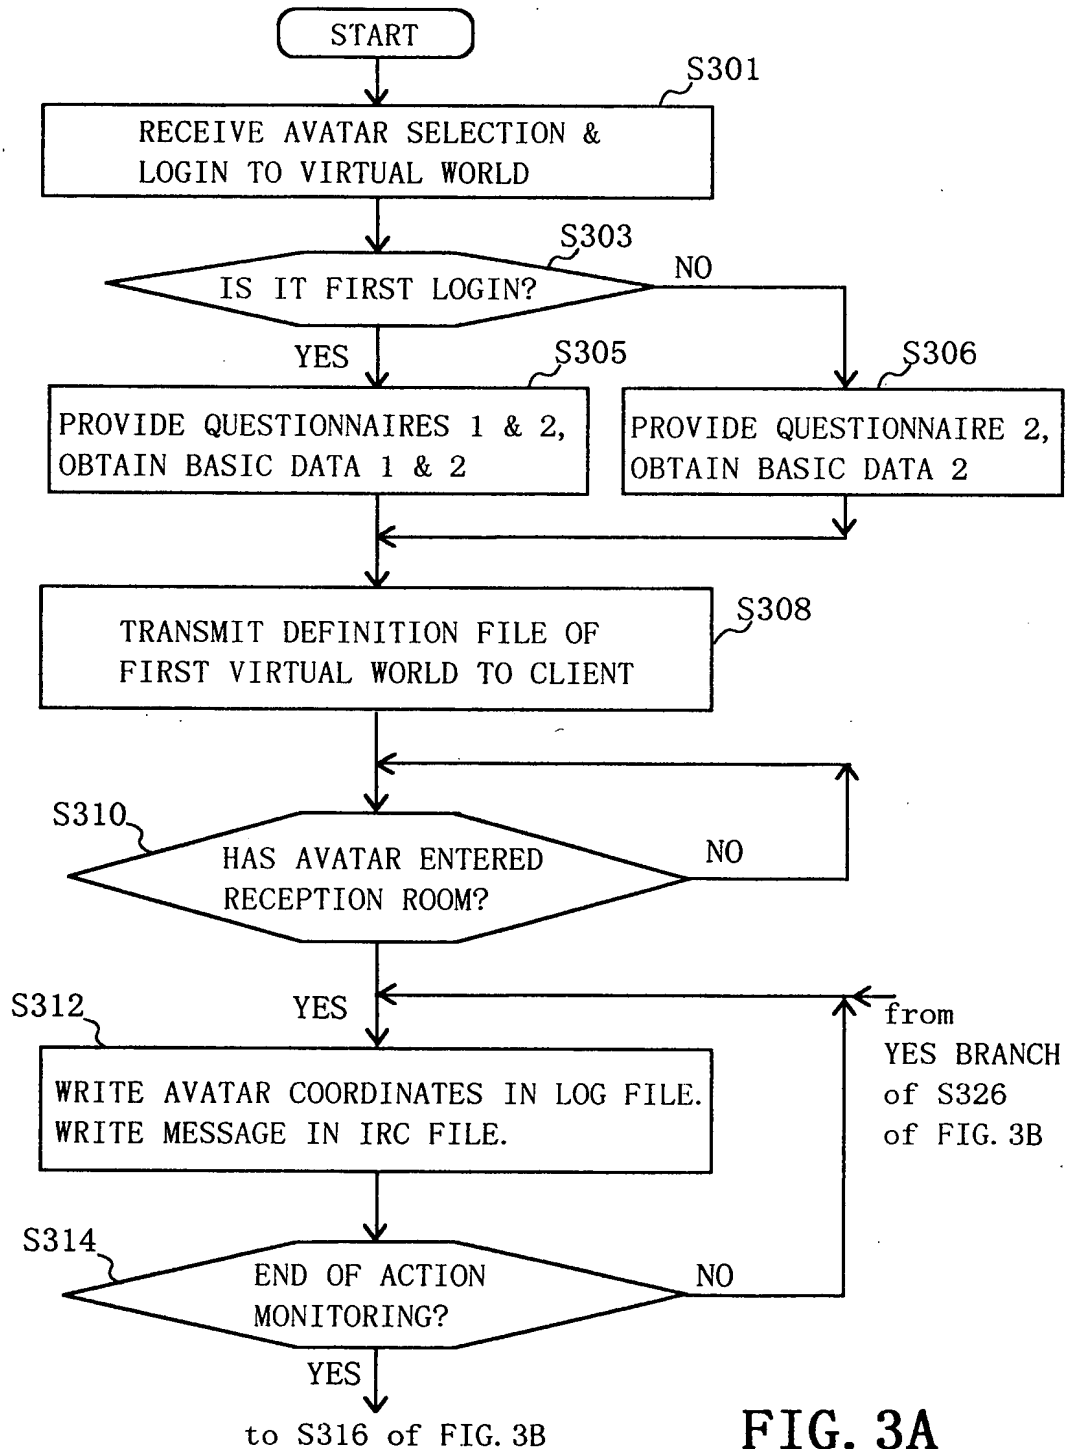 START
S301
RECEIVE AVATAR SELECTION &
LOGIN TO VIRTUAL WORLD
S303
IS IT FIRST LOGIN?
NO
YES
S305
S306
PROVIDE QUESTIONNAIRES 1 & 2,
OBTAIN BASIC DATA 1 & 2
PROVIDE QUESTIONNAIRE 2,
OBTAIN BASIC DATA 2
S308
TRANSMIT DEFINITION FILE OF
FIRST VIRTUAL WORLD TO CLIENT
S310
HAS AVATAR ENTERED
RECEPTION ROOM?
NO
YES
S312
from
YES BRANCH
of S326
of FIG. 3B
WRITE AVATAR COORDINATES IN LOG FILE.
WRITE MESSAGE IN IRC FILE.
S314
END OF ACTION
MONITORING?
NO
YES
to S316 of FIG. 3B
FIG. 3A